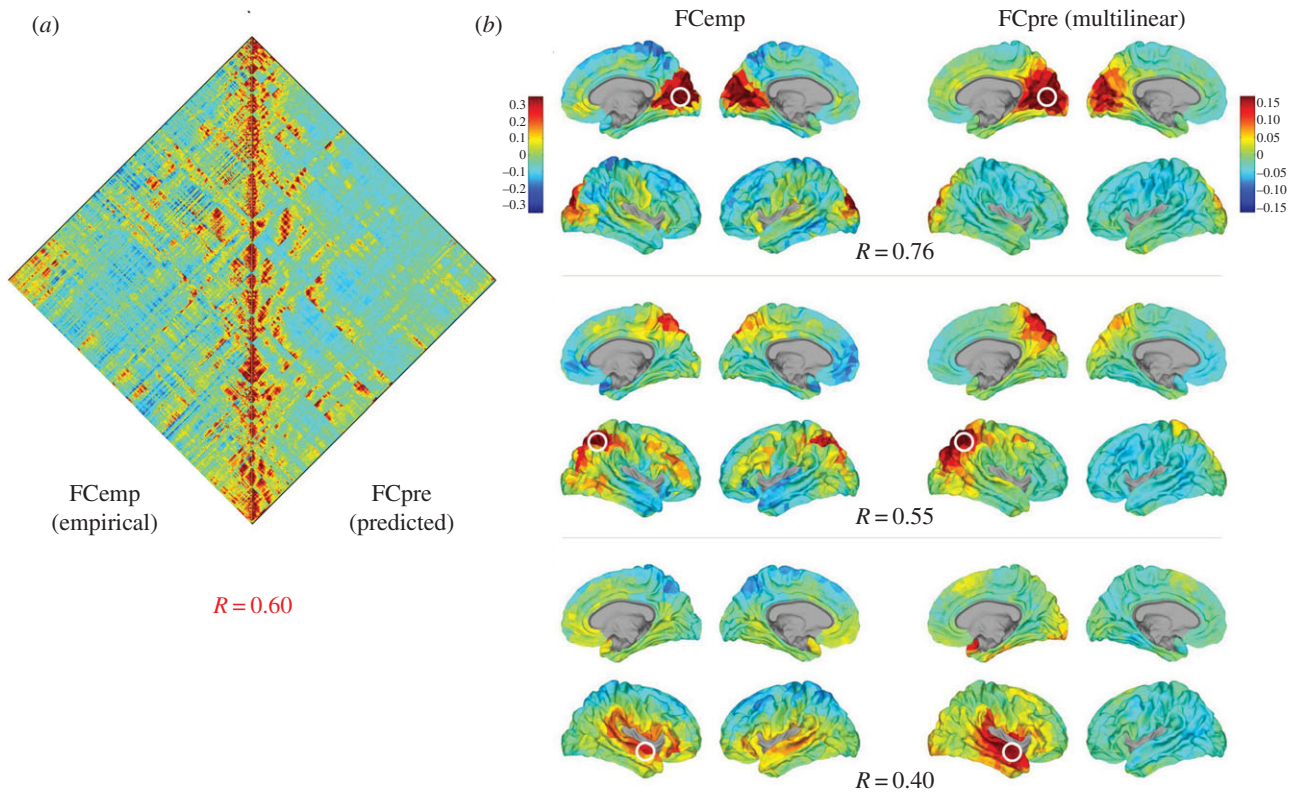 (a)
FCemp
(empirical)
FCpre
(predicted)
R = 0.60
(b)
FCemp
FCpre (multilinear)
0.3
0.2
0.1
0
–0.1
–0.2
–0.3
0.15
0.10
0.05
0
–0.05
–0.10
–0.15
R = 0.76
R = 0.55
R = 0.40